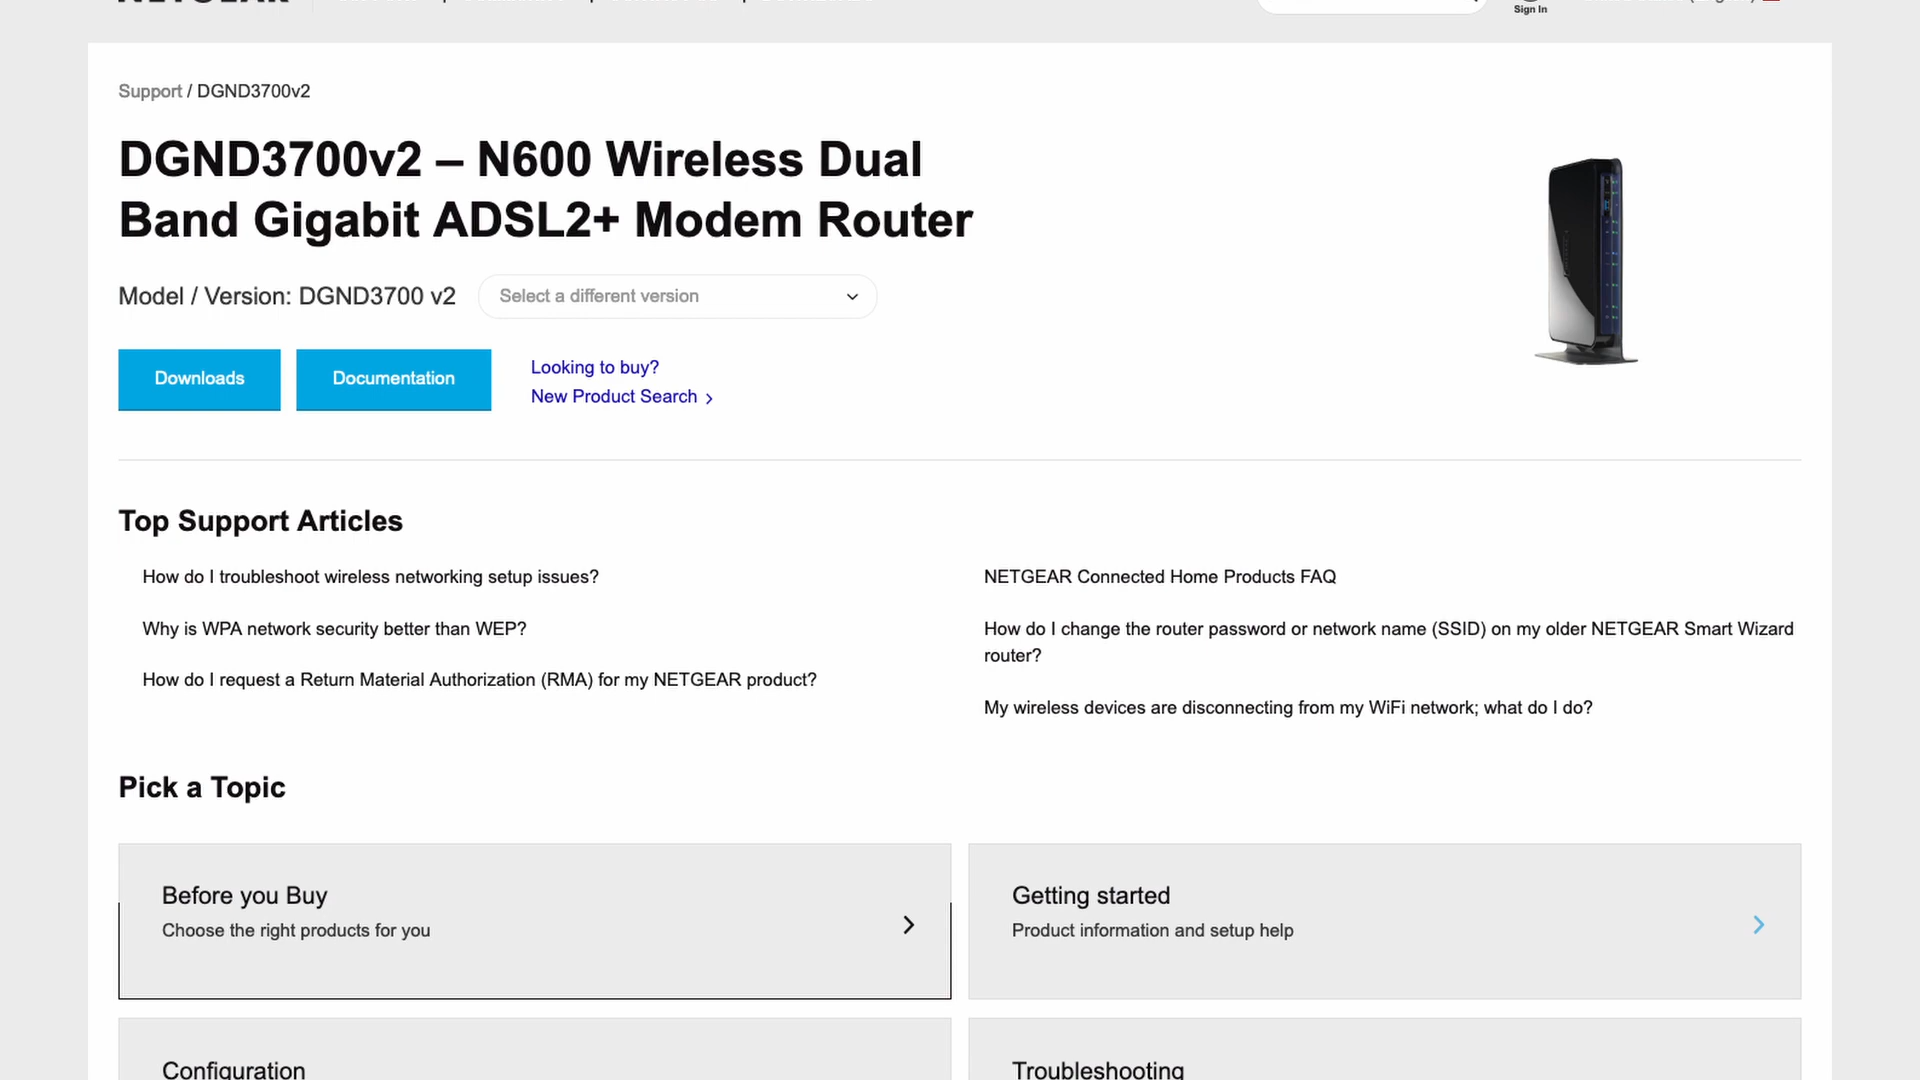 NETGEAR
Sign In
Support / DGND3700v2
DGND3700v2 – N600 Wireless Dual
Band Gigabit ADSL2+ Modem Router
Model / Version: DGND3700 v2
Select a different version
Downloads
Documentation
Looking to buy?
New Product Search
Top Support Articles
How do I troubleshoot wireless networking setup issues?
Why is WPA network security better than WEP?
How do I request a Return Material Authorization (RMA) for my NETGEAR product?
NETGEAR Connected Home Products FAQ
How do I change the router password or network name (SSID) on my older NETGEAR Smart Wizard
router?
My wireless devices are disconnecting from my WiFi network; what do I do?
Pick a Topic
Before you Buy
Choose the right products for you
Getting started
Product information and setup help
Configuration
Troubleshooting